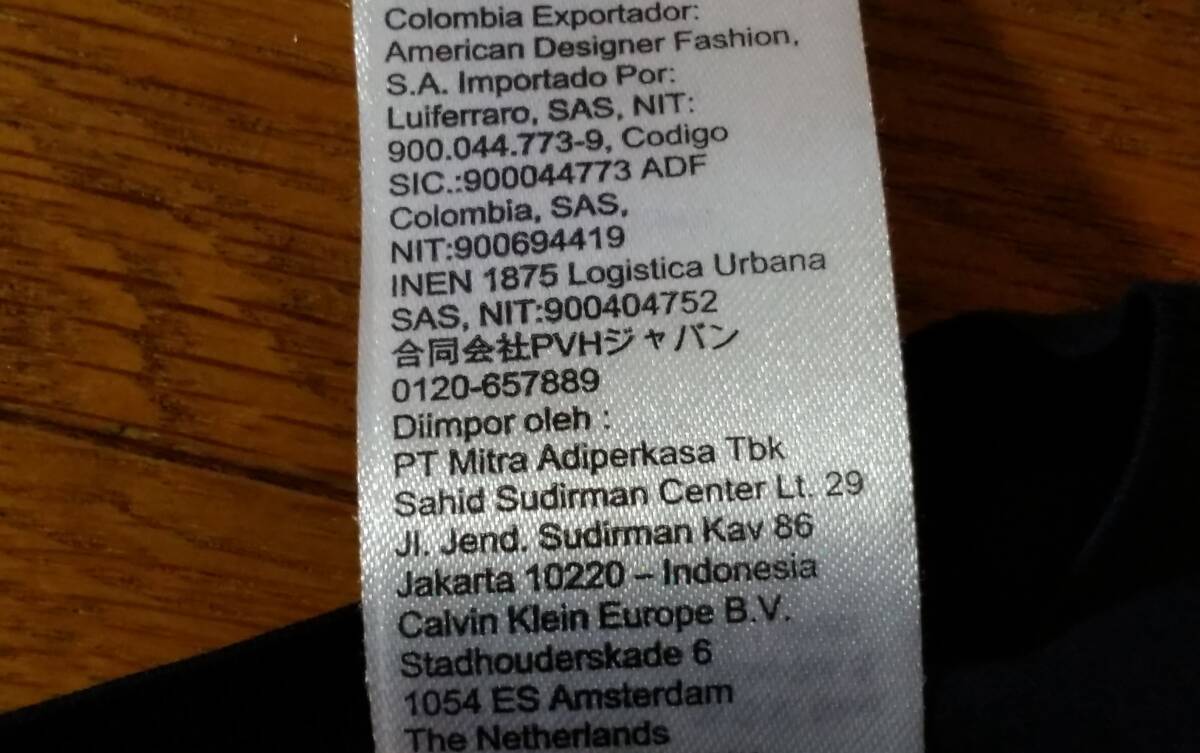 Colombia Exportador:
American Designer Fashion,
S.A. Importado Por:
Luiferraro, SAS, NIT:
900.044.773-9, Codigo
SIC.:900044773 ADF
Colombia, SAS,
NIT:900694419
INEN 1875 Logistica Urbana
SAS, NIT:900404752
合同会社PVHジャパン
0120-657889
Diimpor oleh :
PT Mitra Adiperkasa Tbk
Sahid Sudirman Center Lt. 29
Jl. Jend. Sudirman Kav 86
Jakarta 10220 – Indonesia
Calvin Klein Europe B.V.
Stadhouderskade 6
1054 ES Amsterdam
The Netherlands